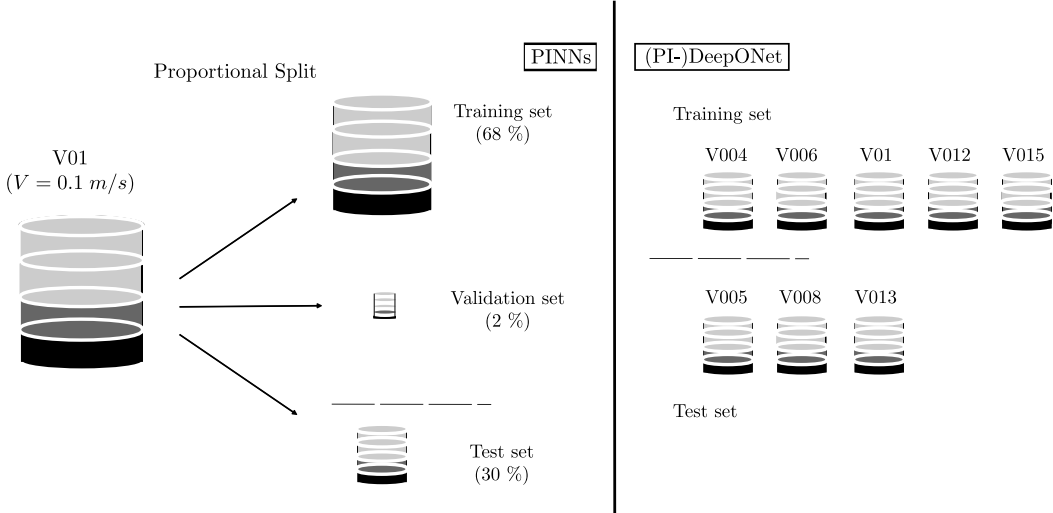 PINNs
Proportional Split
Training set
(68 %)
V01
(V = 0.1 m/s)
Validation set
(2 %)
Test set
(30 %)
(PI-)DeepONet
Training set
V004 V006 V01 V012 V015
V005 V008 V013
Test set